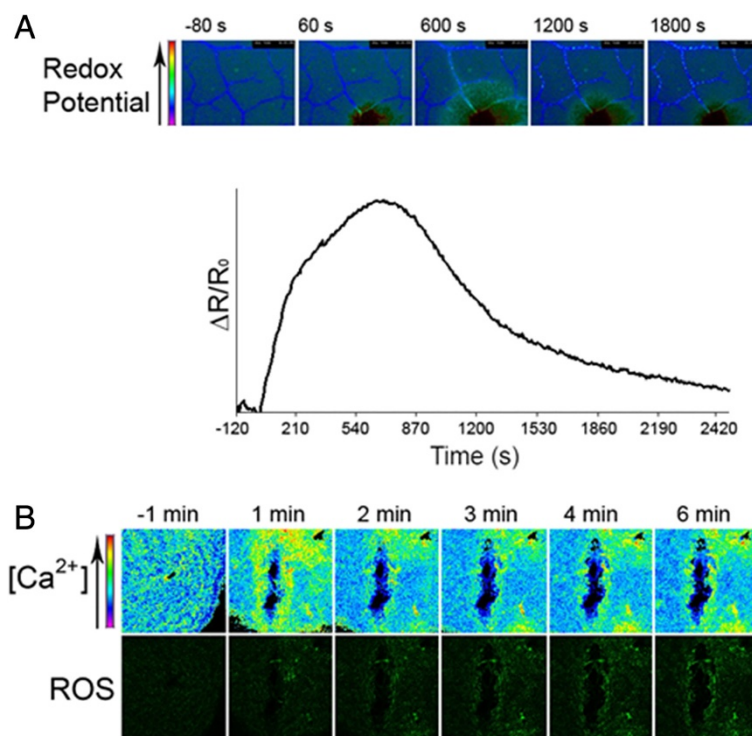 A
-80 s 60 s 600 s 1200 s 1800 s
Redox
Potential
ΔR/R₀
-120 210 540 870 1200 1530 1860 2190 2420
Time (s)
B
-1 min 1 min 2 min 3 min 4 min 6 min
[Ca²⁺]
ROS